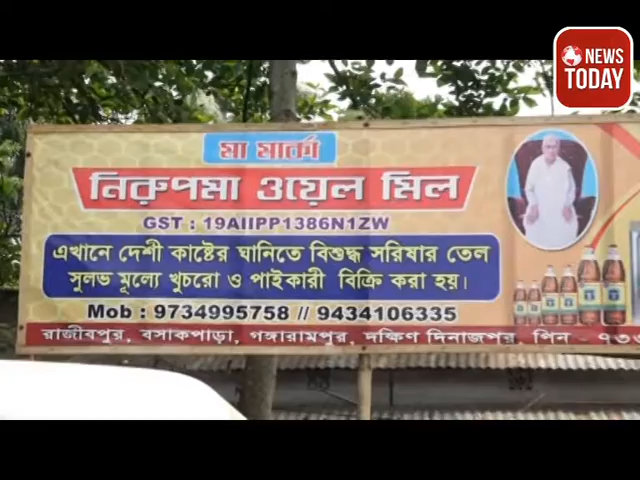 NEWS
TODAY
মা মার্কা
নিরুপমা ওয়েল মিল
GST : 19AIIPP1386N1ZW
এখানে দেশী কাষ্টের ঘানিতে বিশুদ্ধ সরিষার তেল
সুলভ মূল্যে খুচরো ও পাইকারী বিক্রি করা হয়।
Mob : 9734995758 // 9434106335
রাজীবপুর, বসাকপাড়া, গঙ্গারামপুর, দক্ষিণ দিনাজপুর, পিন - ৭৩৩